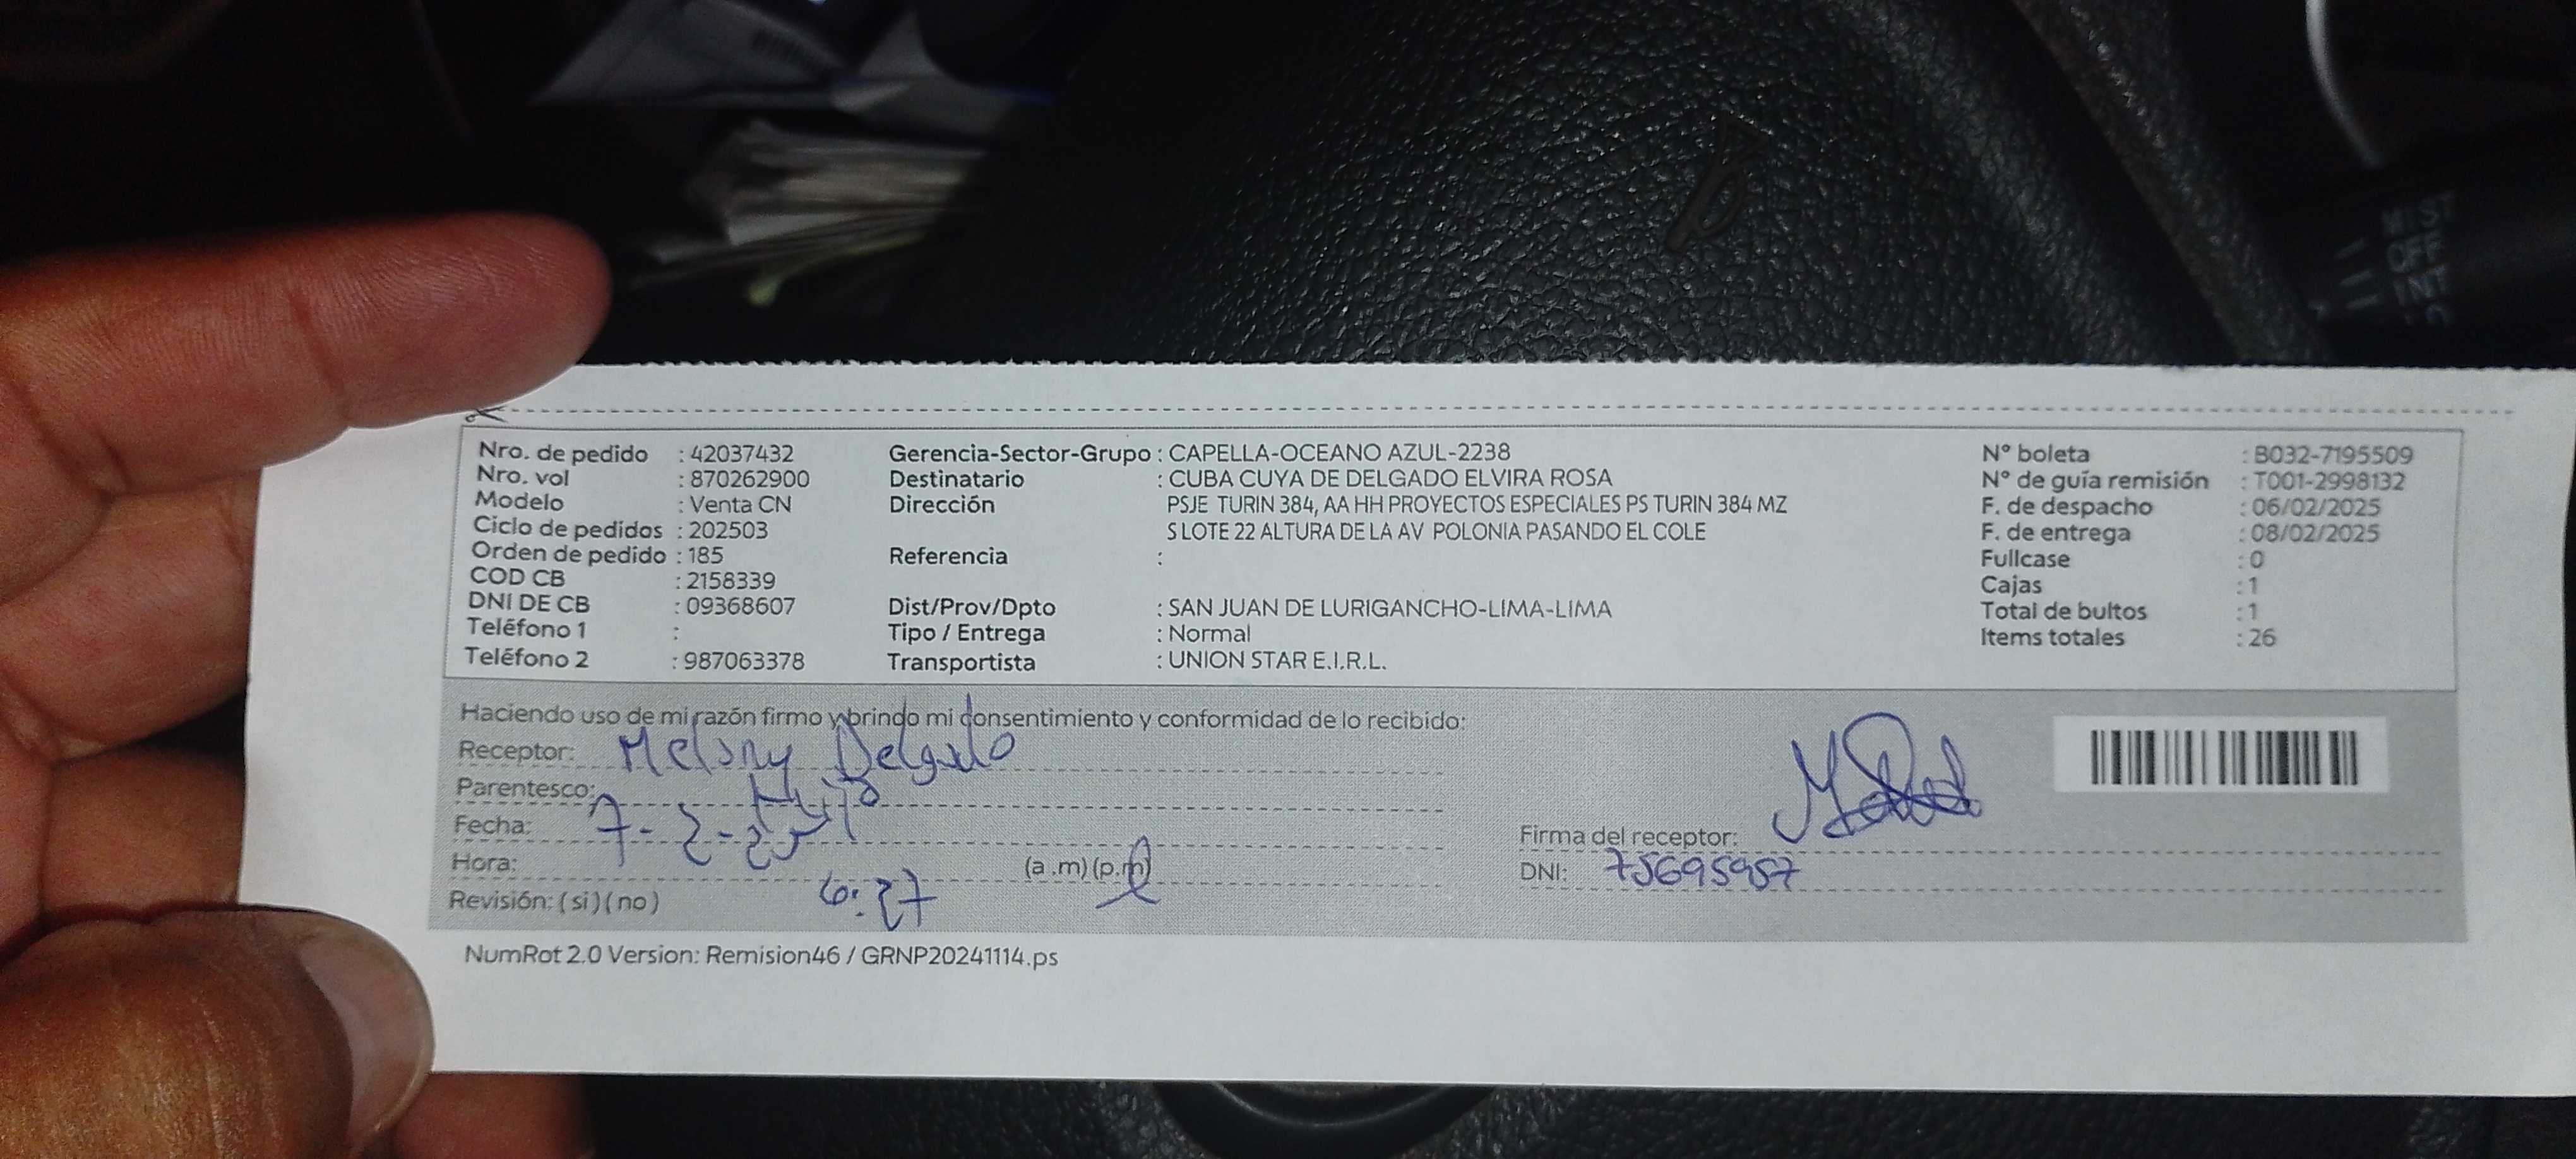 MIST
OFF
INT
Nro. de pedido : 42037432 Gerencia-Sector-Grupo : CAPELLA-OCEANO AZUL-2238 N° boleta : B032-7195509
Nro. vol : 870262900 Destinatario : CUBA CUYA DE DELGADO ELVIRA ROSA N° de guía remisión : T001-2998132
Modelo : Venta CN Dirección PSJE TURIN 384, AA HH PROYECTOS ESPECIALES PS TURIN 384 MZ F. de despacho : 06/02/2025
Ciclo de pedidos : 202503 S LOTE 22 ALTURA DE LA AV POLONIA PASANDO EL COLE F. de entrega : 08/02/2025
Orden de pedido : 185 Referencia : Fullcase : 0
COD CB : 2158339 Cajas : 1
DNI DE CB : 09368607 Dist/Prov/Dpto : SAN JUAN DE LURIGANCHO-LIMA-LIMA Total de bultos : 1
Teléfono 1 : Tipo / Entrega : Normal Items totales : 26
Teléfono 2 : 987063378 Transportista : UNION STAR E.I.R.L.
Haciendo uso de mi razón firmo y brindo mi consentimiento y conformidad de lo recibido:
Receptor: Melany Delgado
Parentesco: Hija
Fecha: 7-2-25 Firma del receptor:
Hora: 6:27 (a .m) (p.m) DNI: 75695957
Revisión: ( si ) ( no )
NumRot 2.0 Version: Remision46 / GRNP20241114.ps